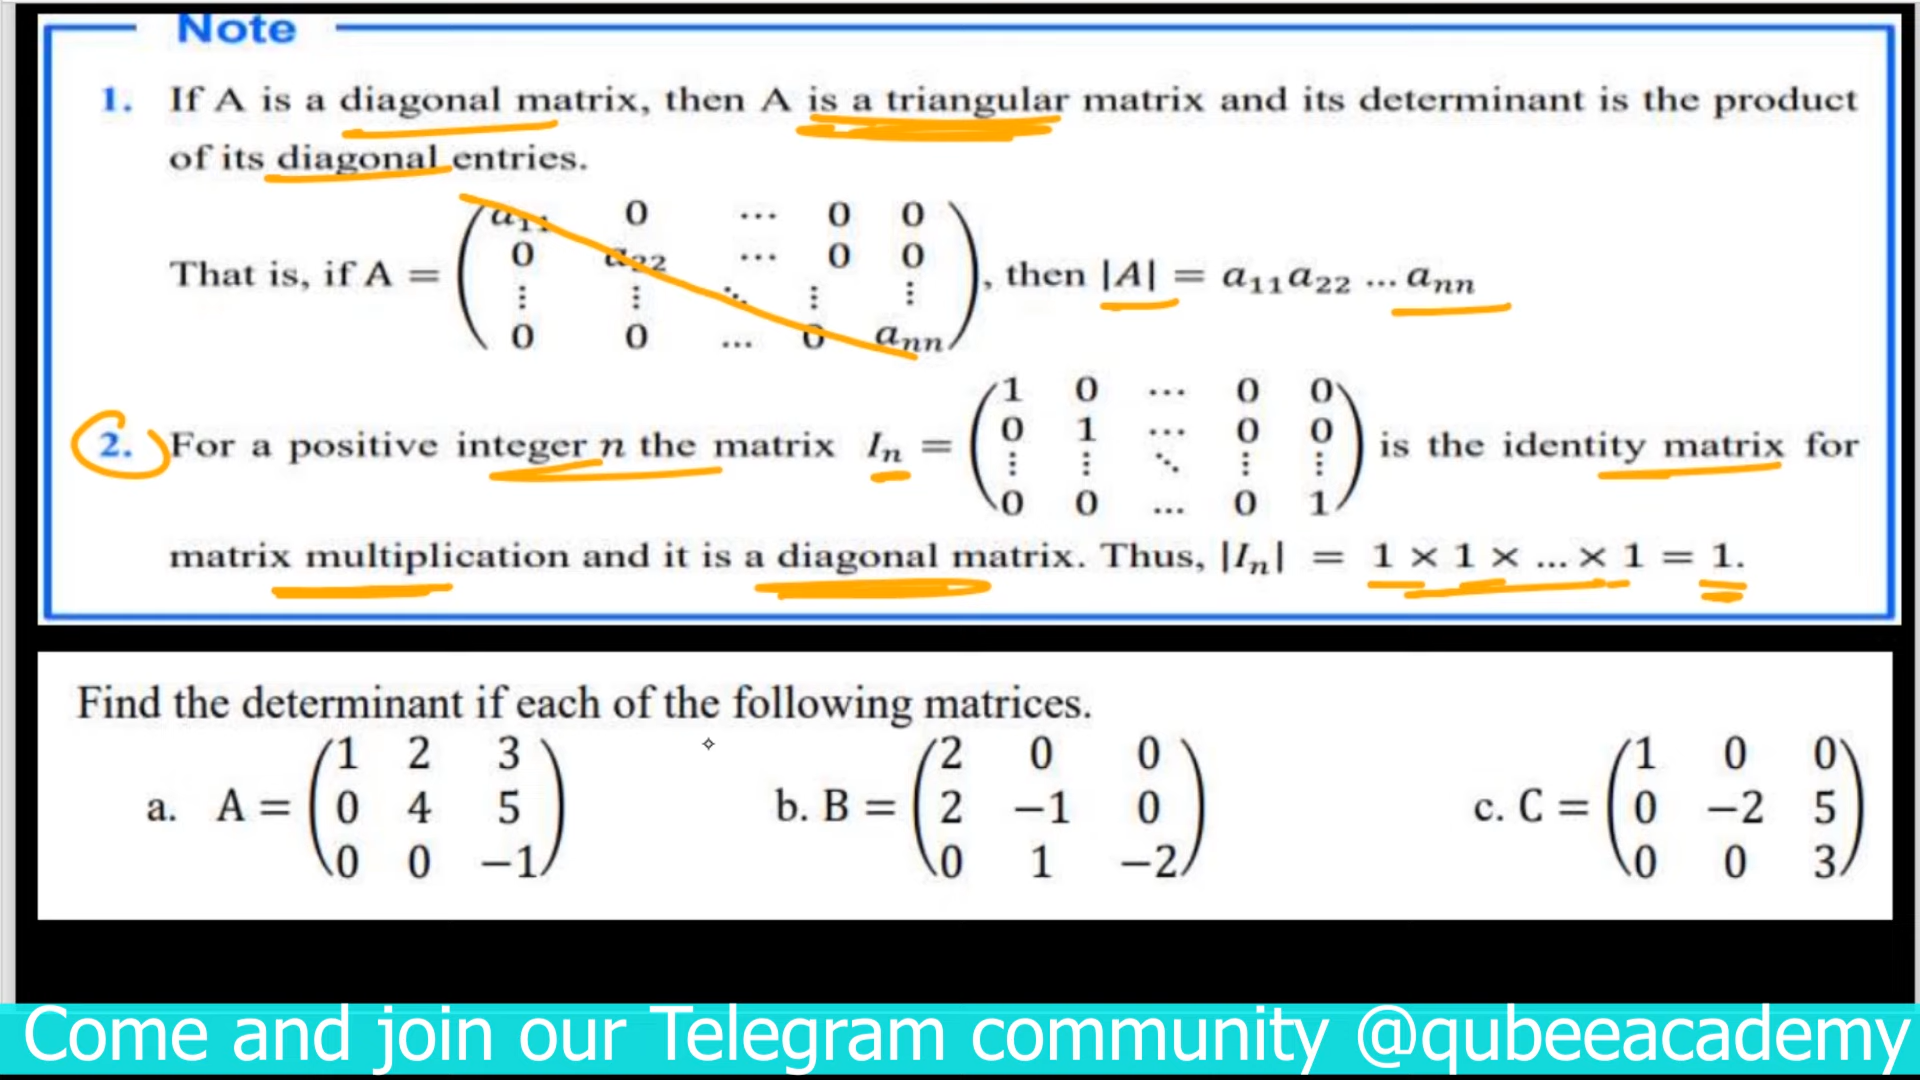 Note
1. If A is a diagonal matrix, then A is a triangular matrix and its determinant is the product
of its diagonal entries.
That is, if A = ( a₁₁ 0 ⋯ 0 0
0 a₂₂ ⋯ 0 0
⋮ ⋮ ⋱ ⋮ ⋮
0 0 … 0 aₙₙ ), then |A| = a₁₁a₂₂ … aₙₙ
2. For a positive integer n the matrix Iₙ = ( 1 0 ⋯ 0 0
0 1 ⋯ 0 0
⋮ ⋮ ⋱ ⋮ ⋮
0 0 … 0 1 ) is the identity matrix for
matrix multiplication and it is a diagonal matrix. Thus, |Iₙ| = 1 × 1 × … × 1 = 1.
Find the determinant if each of the following matrices.
a. A = ( 1 2 3
0 4 5
0 0 −1 )
b. B = ( 2 0 0
2 −1 0
0 1 −2 )
c. C = ( 1 0 0
0 −2 5
0 0 3 )
Come and join our Telegram community @qubeeacademy